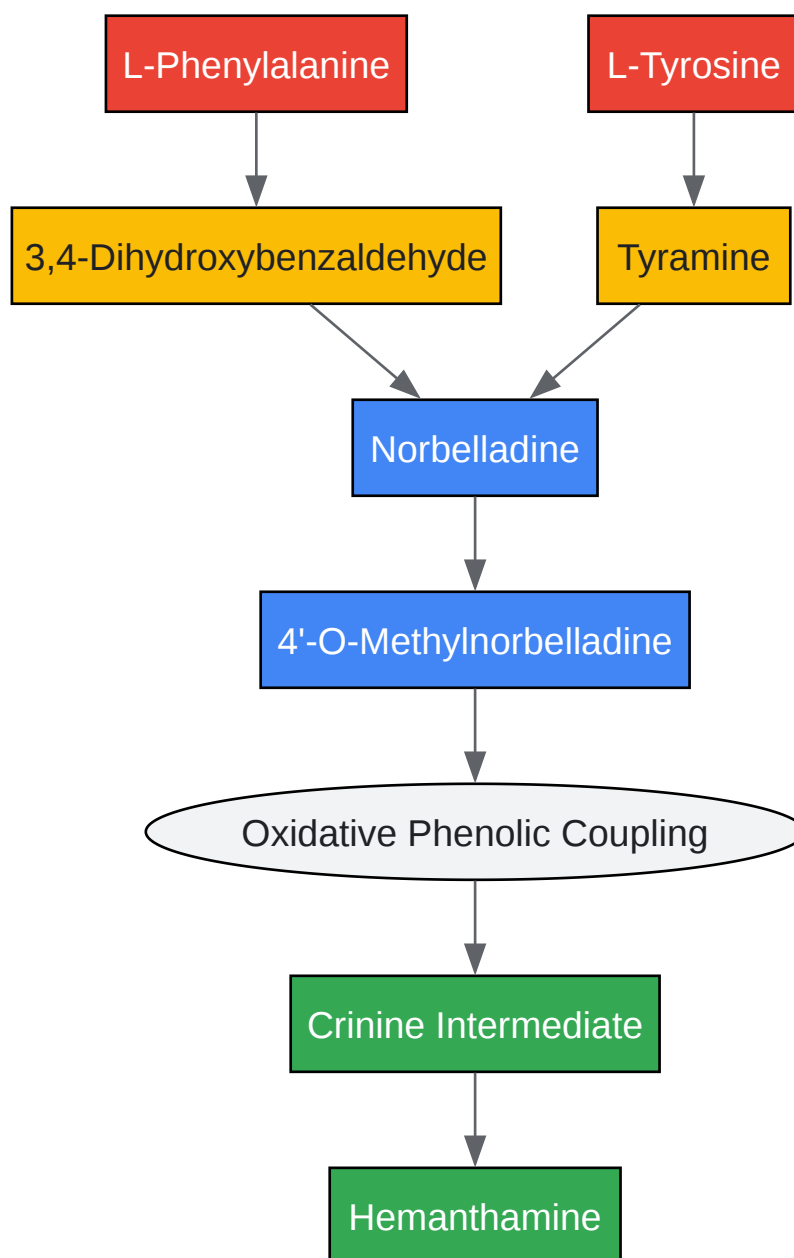 L-Phenylalanine
L-Tyrosine
3,4-Dihydroxybenzaldehyde
Tyramine
Norbelladine
4'-O-Methylnorbelladine
Oxidative Phenolic Coupling
Crinine Intermediate
Hemanthamine